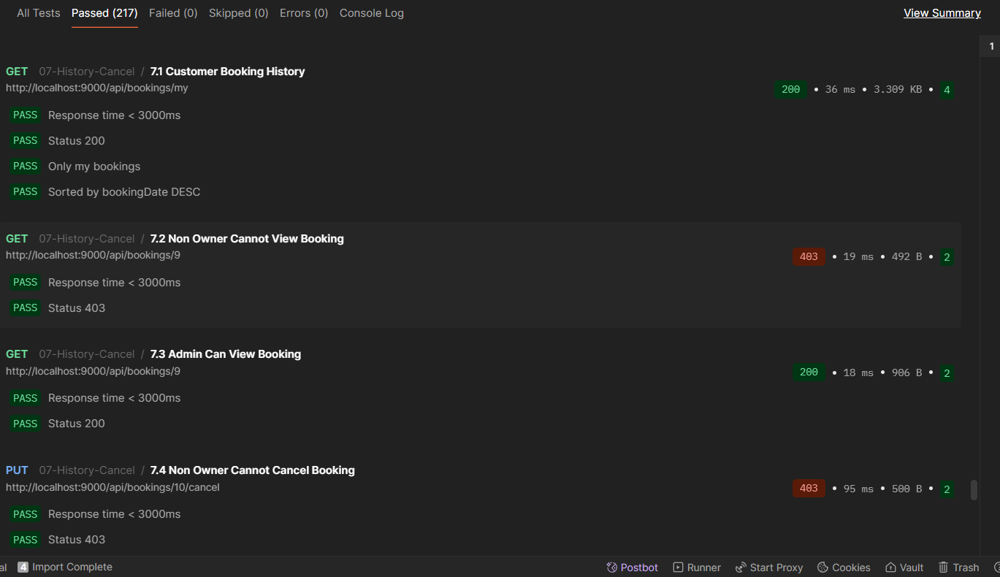 All Tests Passed (217) Failed (0) Skipped (0) Errors (0) Console Log View Summary
1
GET 07-History-Cancel / 7.1 Customer Booking History
http://localhost:9000/api/bookings/my
200 • 36 ms • 3.309 KB • 4
PASS Response time < 3000ms
PASS Status 200
PASS Only my bookings
PASS Sorted by bookingDate DESC
GET 07-History-Cancel / 7.2 Non Owner Cannot View Booking
http://localhost:9000/api/bookings/9
403 • 19 ms • 492 B • 2
PASS Response time < 3000ms
PASS Status 403
GET 07-History-Cancel / 7.3 Admin Can View Booking
http://localhost:9000/api/bookings/9
200 • 18 ms • 906 B • 2
PASS Response time < 3000ms
PASS Status 200
PUT 07-History-Cancel / 7.4 Non Owner Cannot Cancel Booking
http://localhost:9000/api/bookings/10/cancel
403 • 95 ms • 500 B • 2
PASS Response time < 3000ms
PASS Status 403
al 4 Import Complete Postbot Runner Start Proxy Cookies Vault Trash